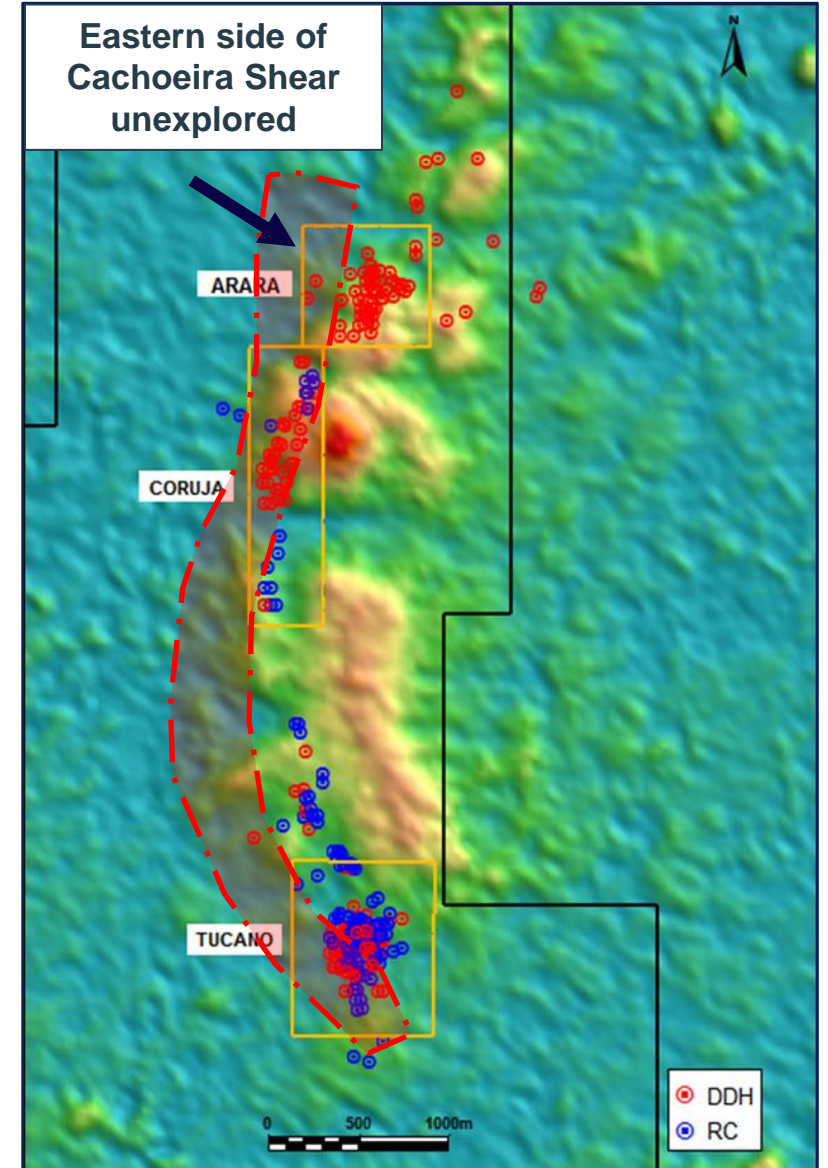 Eastern side of
Cachoeira Shear
unexplored
N
ARARA
CORUJA
TUCANO
0 500 1000m
DDH
RC